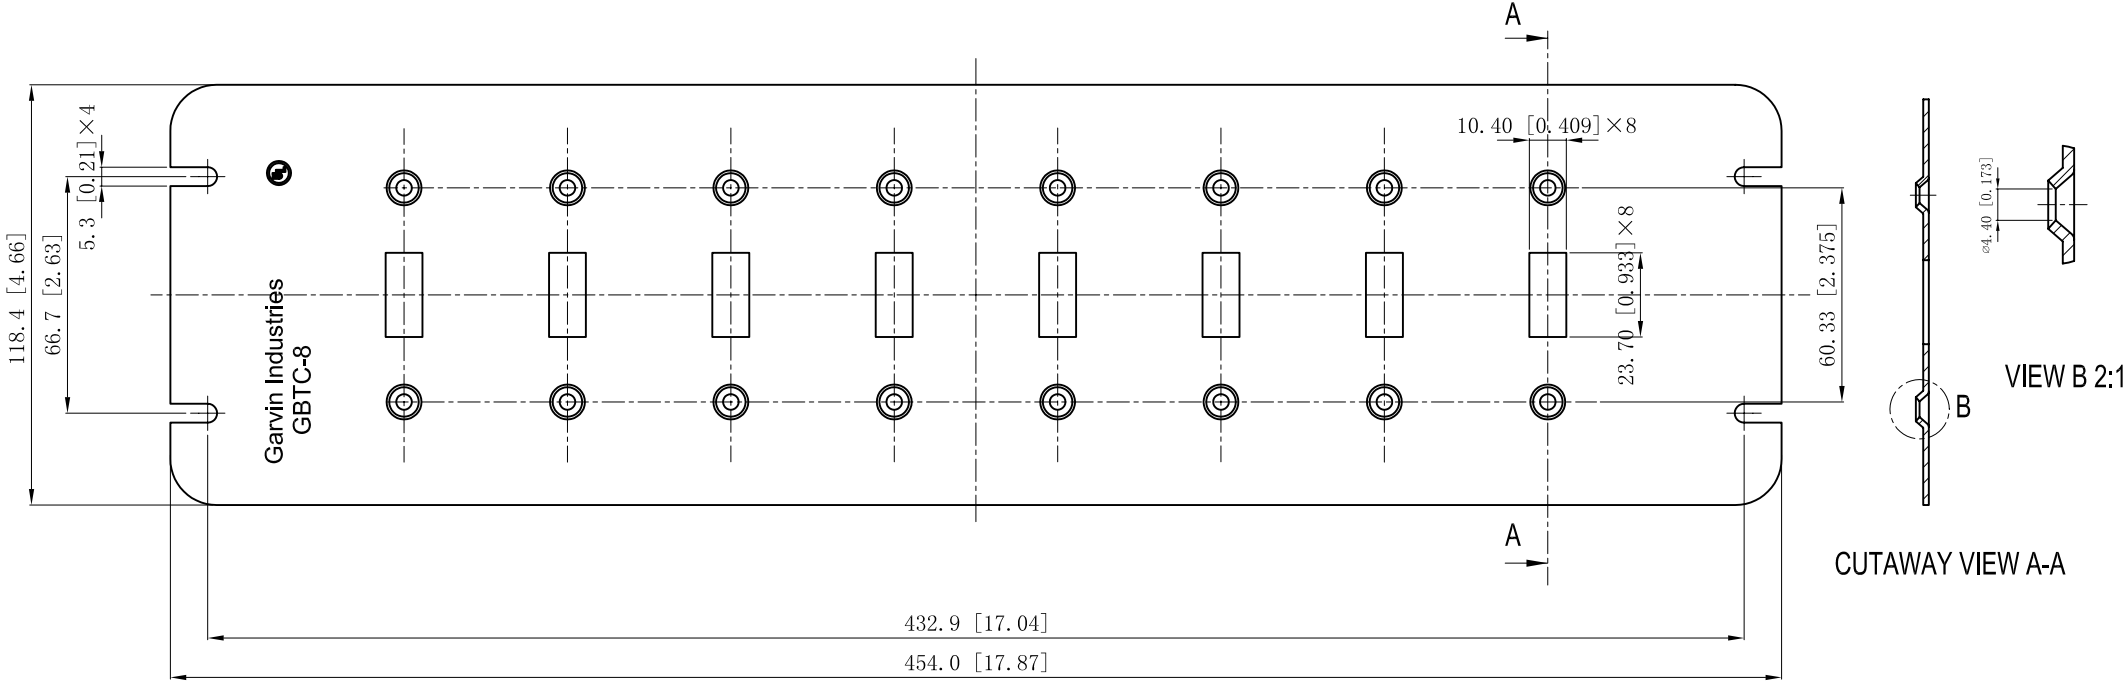 A
10.40 [0.409]×8
5.3 [0.21]×4
118.4 [4.66]
66.7 [2.63]
Garvin Industries
GBTC-8
23.70 [0.933]×8
60.33 [2.375]
⌀4.40 [0.173]
VIEW B 2:1
B
A
CUTAWAY VIEW A-A
432.9 [17.04]
454.0 [17.87]